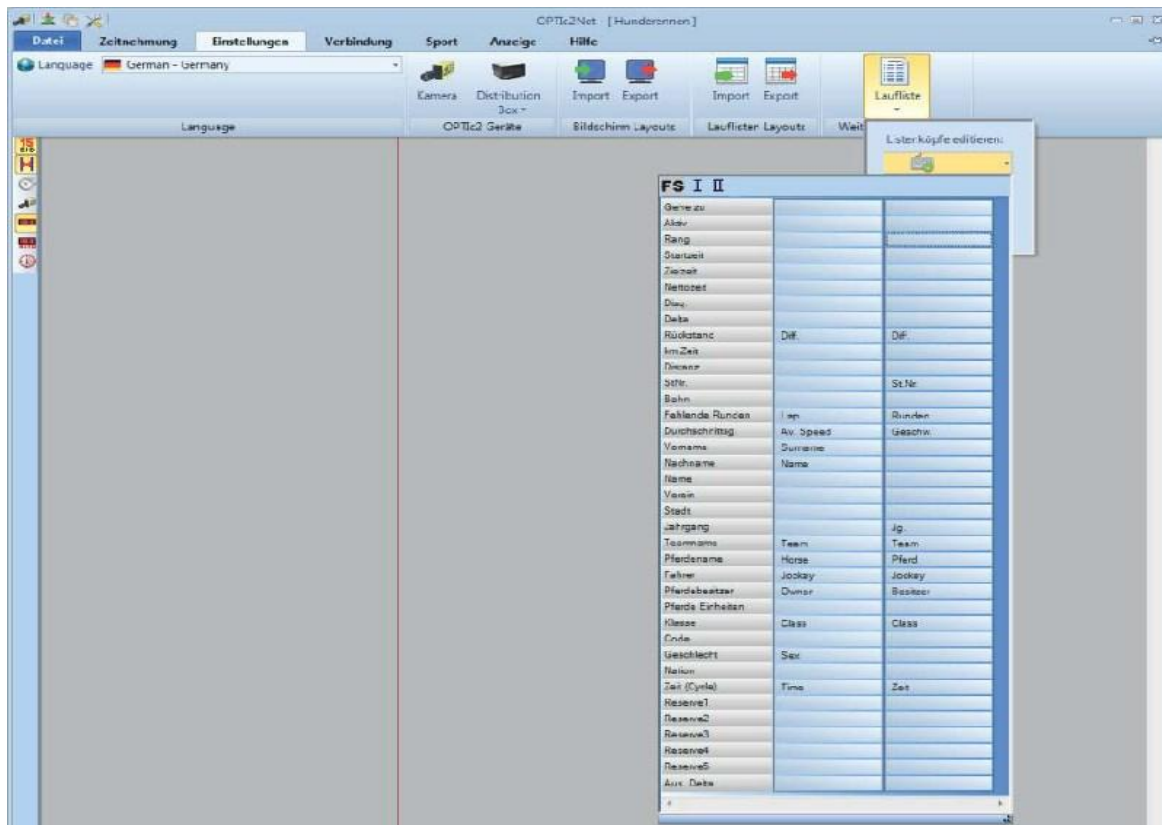 OPTIc2Net - [Hunderennen]
Datei Zeitnehmung Einstellungen Verbindung Sport Anzeige Hilfe
Language German - Germany
Kamera Distribution Box Import Export Import Export Laufliste
Language OPTIc2 Geräte Bildschirm Layouts Lauflisten Layouts Weit
Listenköpfe editieren:
FS I II
Aktiv
Rang
Startzeit
Zielzeit
Nettozeit
Disq.
Delta
Rückstand Diff. Diff.
km Zeit
Distanz
StNr. St.Nr.
Bahn
Fehlende Runden Lap Runden
Durchschnittsg. Av. Speed Geschw.
Vorname Surname
Nachname Name
Name
Verein
Stadt
Jahrgang Jg.
Teamname Team Team
Pferdename Horse Pferd
Fahrer Jockey Jockey
Pferdebesitzer Owner Besitzer
Pferde Einheiten
Klasse Class Class
Code
Geschlecht Sex
Nation
Zeit (Cycle) Time Zeit
Reserve1
Reserve2
Reserve3
Reserve4
Reserve5
Aus. Delta